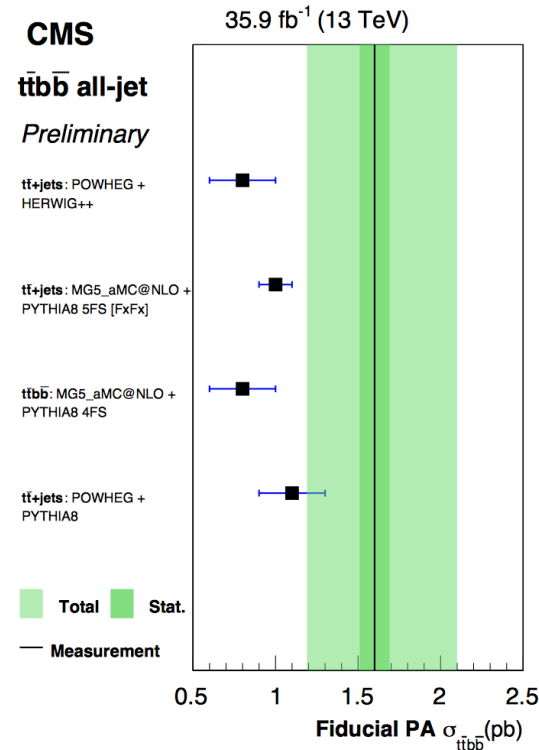 35.9 fb⁻¹ (13 TeV)
CMS
tt̄bb̄ all-jet
Preliminary
tt̄+jets: POWHEG +
HERWIG++
tt̄+jets: MG5_aMC@NLO +
PYTHIA8 5FS [FxFx]
tt̄bb̄: MG5_aMC@NLO +
PYTHIA8 4FS
tt̄+jets: POWHEG +
PYTHIA8
Total Stat.
Measurement
0.5 1 1.5 2 2.5
Fiducial PA σtt̄bb̄(pb)